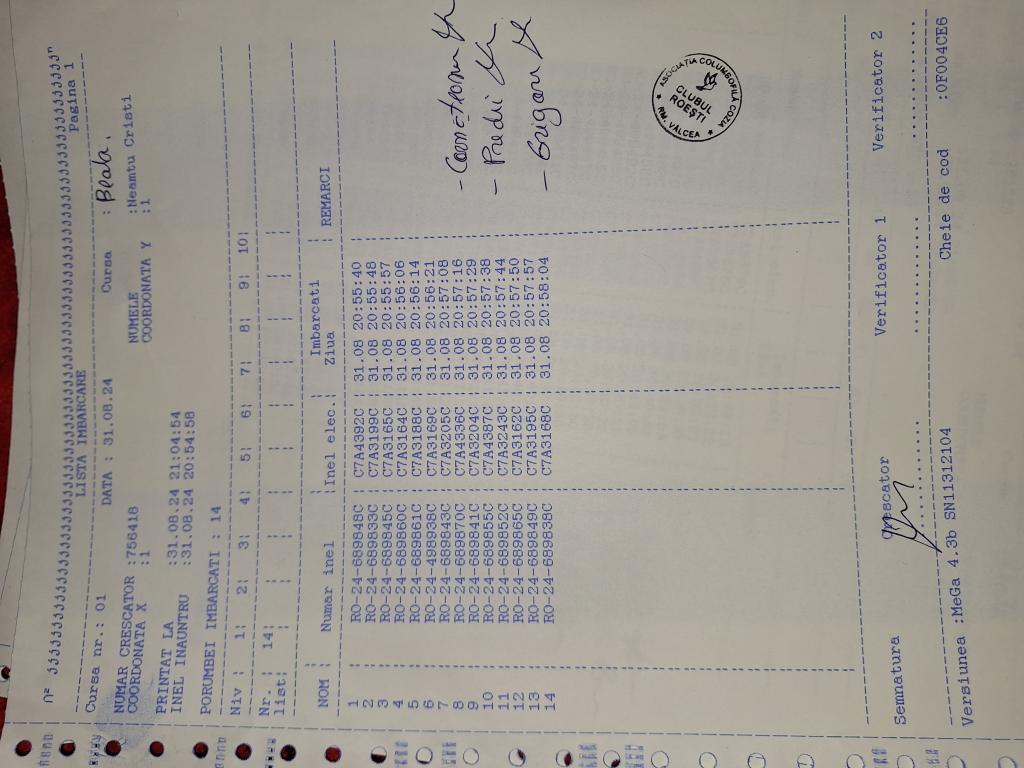 LISTA IMBARCARE
Pagina 1
Cursa nr.: 01 DATA : 31.08.24 Cursa : Blata.
NUMAR CRESCATOR :756418 NUMELE :Neamtu Cristi
COORDONATA X :1 COORDONATA Y :1
PRINTAT LA :31.08.24 21:04:54
INEL INAUNTRU :31.08.24 20:54:58
PORUMBEI IMBARCATI : 14
Niv : 1: 2: 3: 4: 5: 6: 7: 8: 9: 10:
Nr. : 14:
list:
Imbarcati
NOM : Numar inel :Inel elec.: Ziua : REMARCI
1 : RO-24-689848C : C7A4392C : 31.08 20:55:40 :
2 : RO-24-689833C : C7A3199C : 31.08 20:55:48
3 : RO-24-689845C : C7A3165C : 31.08 20:55:57
4 : RO-24-689860C : C7A3164C : 31.08 20:56:06
5 : RO-24-689861C : C7A3188C : 31.08 20:56:14
6 : RO-24-498938C : C7A3169C : 31.08 20:56:21
7 : RO-24-689843C : C7A3205C : 31.08 20:57:08
8 : RO-24-689870C : C7A4396C : 31.08 20:57:16
9 : RO-24-689841C : C7A3204C : 31.08 20:57:29
10 : RO-24-689855C : C7A4387C : 31.08 20:57:38
11 : RO-24-689852C : C7A3243C : 31.08 20:57:44
12 : RO-24-689865C : C7A3162C : 31.08 20:57:50
13 : RO-24-689849C : C7A3195C : 31.08 20:57:57
14 : RO-24-689838C : C7A3168C : 31.08 20:58:04
ASOCIAȚIA COLUMBOFILĂ COZIA
CLUBUL
ROEȘTI
★ RM. VÂLCEA ★
Semnatura Crescator Verificator 1 Verificator 2
Versiunea :MeGa 4.3b SN11312104 Cheie de cod :0F004CE6